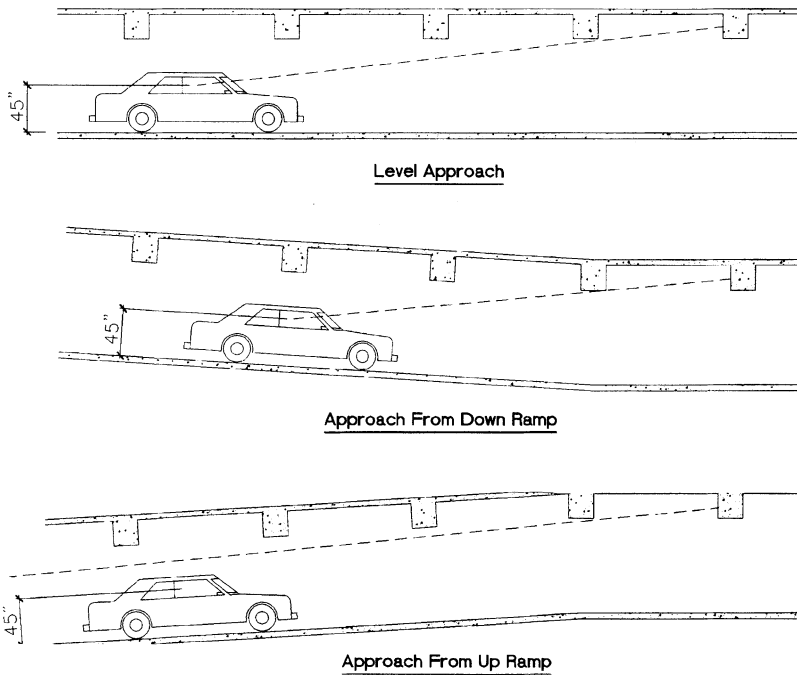 45"
Level Approach
45"
Approach From Down Ramp
45"
Approach From Up Ramp